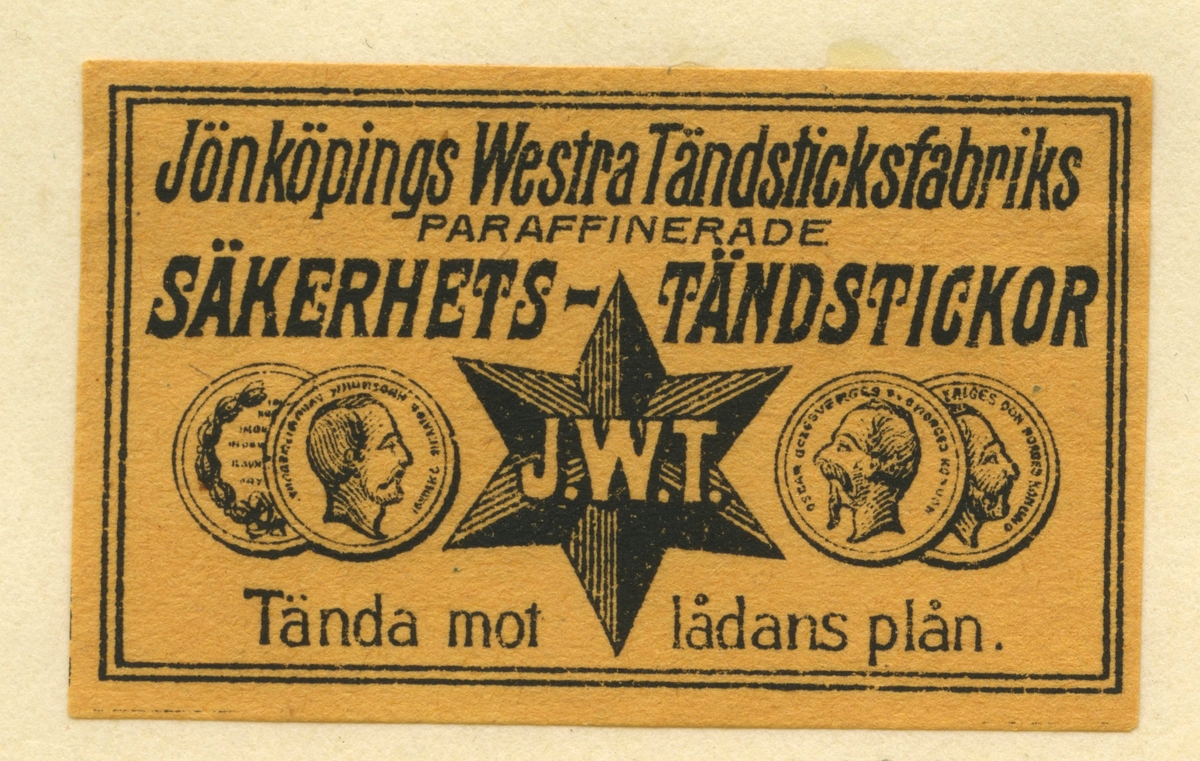 Jönköpings Westra Tändsticksfabriks
PARAFFINERADE
SÄKERHETS-TÄNDSTICKOR
J.W.T.
Tända mot lådans plån.